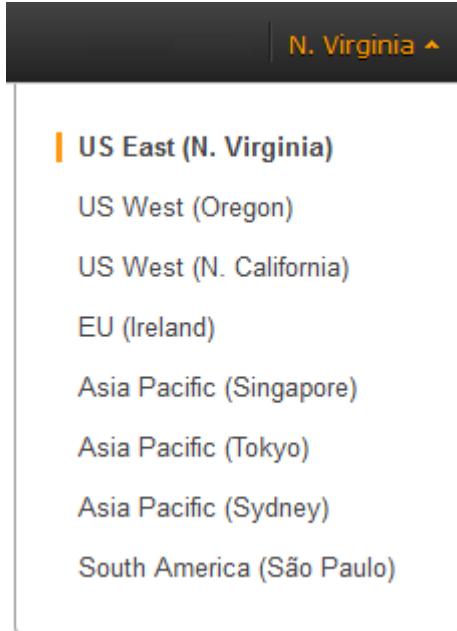 N. Virginia
US East (N. Virginia)
US West (Oregon)
US West (N. California)
EU (Ireland)
Asia Pacific (Singapore)
Asia Pacific (Tokyo)
Asia Pacific (Sydney)
South America (São Paulo)